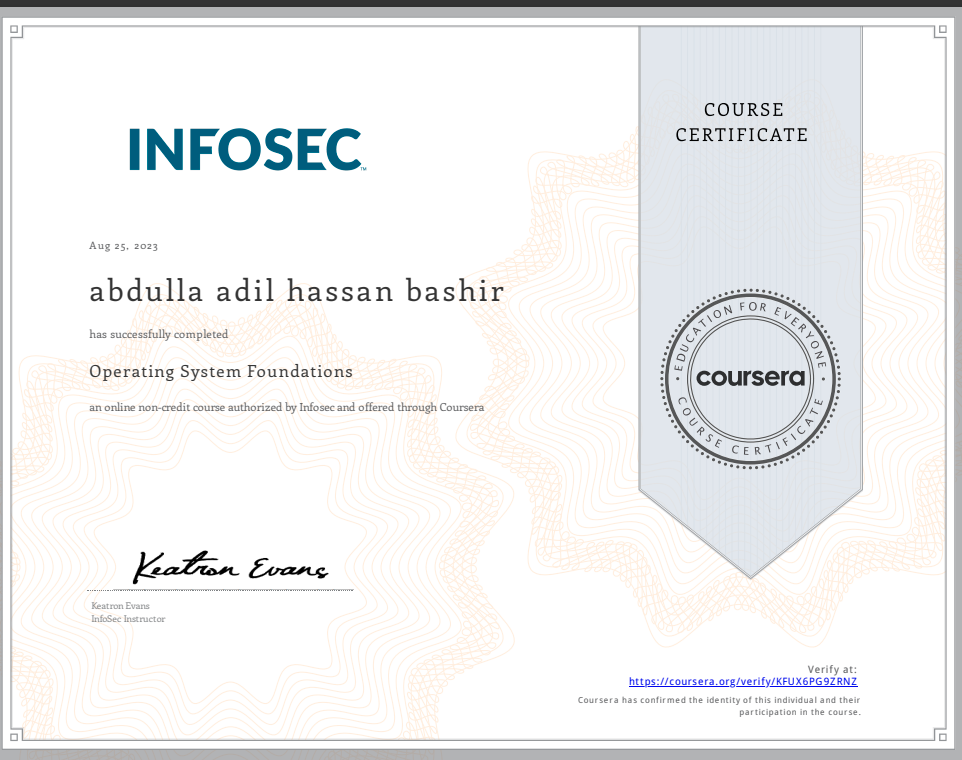 COURSE
CERTIFICATE
INFOSEC™
Aug 25, 2023
abdulla adil hassan bashir
has successfully completed
Operating System Foundations
an online non-credit course authorized by Infosec and offered through Coursera
EDUCATION FOR EVERYONE
coursera
COURSE CERTIFICATE
Keatron Evans
Keatron Evans
InfoSec Instructor
Verify at:
https://coursera.org/verify/KFUX6PG9ZRNZ
Coursera has confirmed the identity of this individual and their
participation in the course.